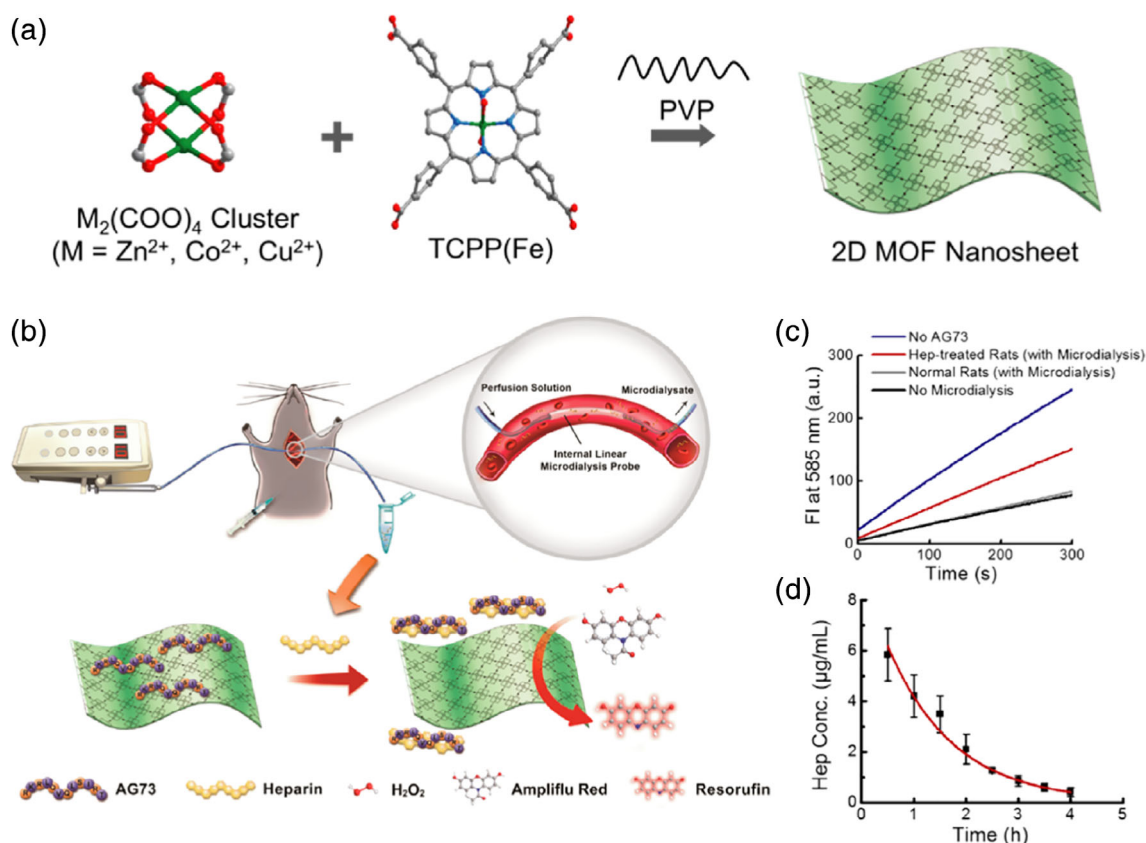 (a)
PVP
M₂(COO)₄ Cluster
(M = Zn²⁺, Co²⁺, Cu²⁺)
TCPP(Fe)
2D MOF Nanosheet
(b)
Perfusion Solution
Microdialysate
Internal Linear
Microdialysis Probe
AG73
Heparin
H₂O₂
Ampliflu Red
Resorufin
(c)
No AG73
Hep-treated Rats (with Microdialysis)
Normal Rats (with Microdialysis)
No Microdialysis
FI at 585 nm (a.u.)
300
200
100
0
0 100 200 300
Time (s)
(d)
Hep Conc. (µg/mL)
8
6
4
2
0
0 1 2 3 4 5
Time (h)